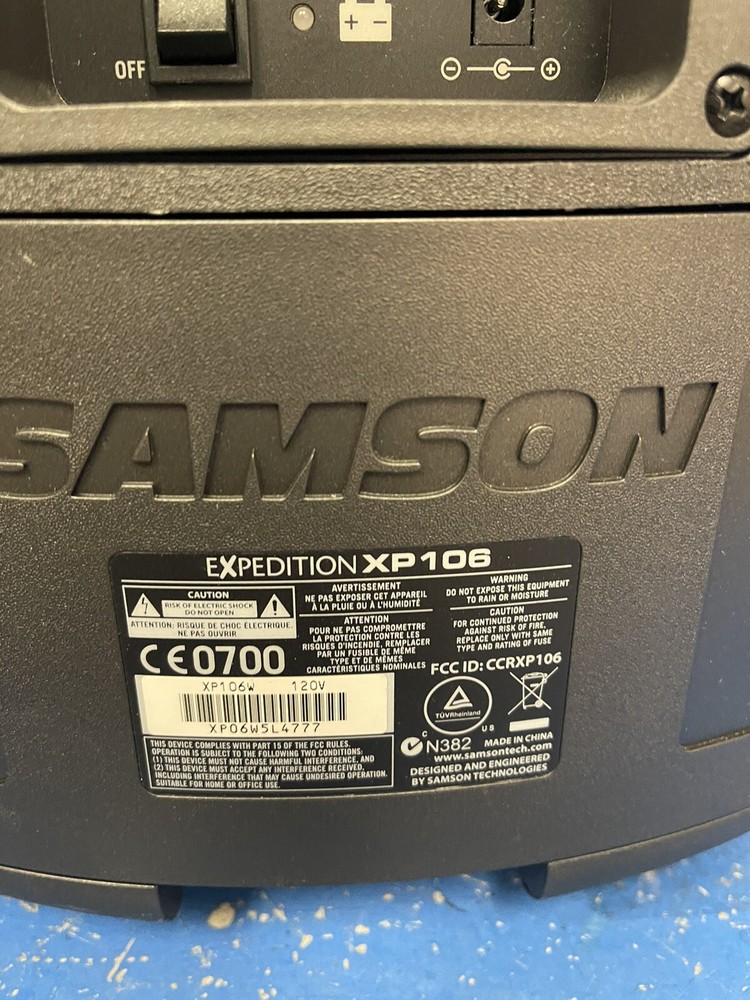 OFF
SAMSON
EXPEDITION XP106
CAUTION
RISK OF ELECTRIC SHOCK
DO NOT OPEN
ATTENTION: RISQUE DE CHOC ÉLECTRIQUE.
NE PAS OUVRIR
AVERTISSEMENT
NE PAS EXPOSER CET APPAREIL
À LA PLUIE OU À L'HUMIDITÉ
ATTENTION
POUR NE PAS COMPROMETTRE
LA PROTECTION CONTRE LES
RISQUES D'INCENDIE, REMPLACER
PAR UN FUSIBLE DE MÊME
TYPE ET DE MÊMES
CARACTÉRISTIQUES NOMINALES
WARNING
DO NOT EXPOSE THIS EQUIPMENT
TO RAIN OR MOISTURE
CAUTION
FOR CONTINUED PROTECTION
AGAINST RISK OF FIRE,
REPLACE ONLY WITH SAME
TYPE AND RATING OF FUSE
CE0700
FCC ID: CCRXP106
XP106W 120V
XP06W5L4777
TÜVRheinland
C US
N382
MADE IN CHINA
www.samsontech.com
DESIGNED AND ENGINEERED
BY SAMSON TECHNOLOGIES
THIS DEVICE COMPLIES WITH PART 15 OF THE FCC RULES.
OPERATION IS SUBJECT TO THE FOLLOWING TWO CONDITIONS:
(1) THIS DEVICE MUST NOT CAUSE HARMFUL INTERFERENCE, AND
(2) THIS DEVICE MUST ACCEPT ANY INTERFERENCE RECEIVED,
INCLUDING INTERFERENCE THAT MAY CAUSE UNDESIRED OPERATION.
SUITABLE FOR HOME OR OFFICE USE.